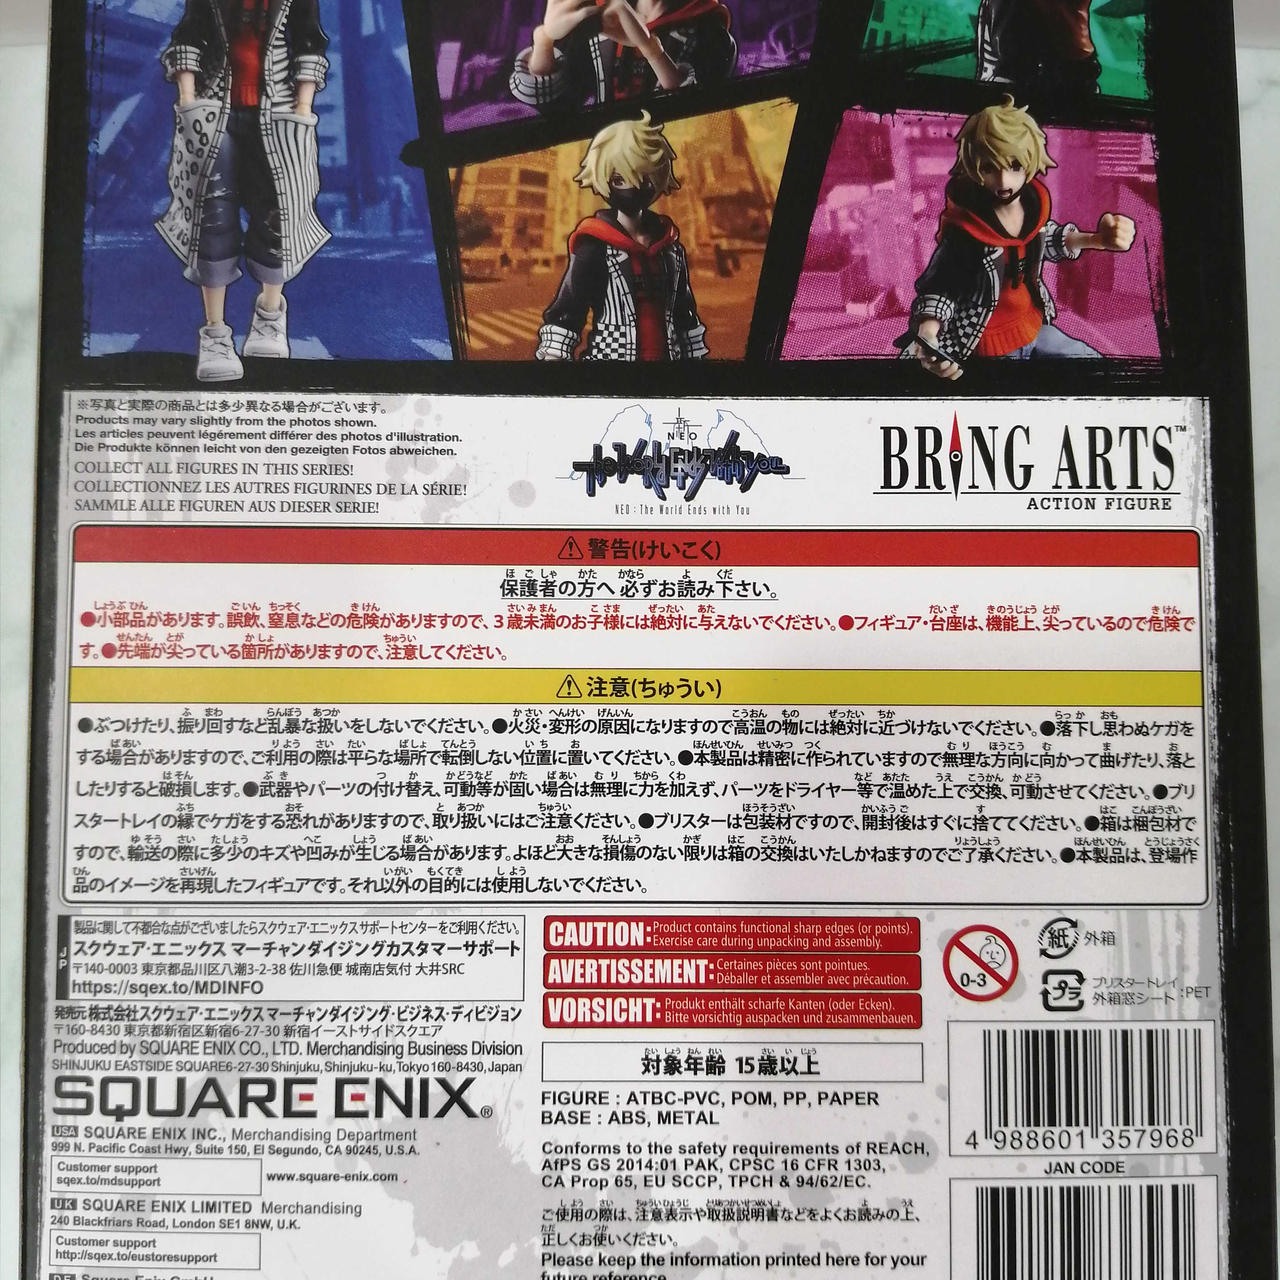 ※写真と実際の商品とは多少異なる場合がございます。
Products may vary slightly from the photos shown.
Les articles peuvent légérement différer des photos d'illustration.
Die Produkte können leicht von den gezeigten Fotos abweichen.
COLLECT ALL FIGURES IN THIS SERIES!
COLLECTIONNEZ LES AUTRES FIGURINES DE LA SÉRIE!
SAMMLE ALLE FIGUREN AUS DIESER SERIE!
NEO
The World Ends with You
NEO : The World Ends with You
BRING ARTS™
ACTION FIGURE
警告(けいこく)
保護者の方へ 必ずお読み下さい。
●小部品があります。誤飲、窒息などの危険がありますので、3歳未満のお子様には絶対に与えないでください。●フィギュア・台座は、機能上、尖っているので危険で
す。●先端が尖っている箇所がありますので、注意してください。
注意(ちゅうい)
●ぶつけたり、振り回すなど乱暴な扱いをしないでください。●火災・変形の原因になりますので高温の物には絶対に近づけないでください。●落下し思わぬケガを
する場合がありますので、ご利用の際は平らな場所で転倒しない位置に置いてください。●本製品は精密に作られていますので無理な方向に向かって曲げたり、落と
したりすると破損します。●武器やパーツの付け替え、可動等が固い場合は無理に力を加えず、パーツをドライヤー等で温めた上で交換、可動させてください。●ブリ
スタートレイの縁でケガをする恐れがありますので、取り扱いにはご注意ください。●ブリスターは包装材ですので、開封後はすぐに捨ててください。●箱は梱包材で
すので、輸送の際に多少のキズや凹みが生じる場合があります。よほど大きな損傷のない限りは箱の交換はいたしかねますのでご了承ください。●本製品は、登場作
品のイメージを再現したフィギュアです。それ以外の目的には使用しないでください。
JP
製品に関して不都合な点がございましたらスクウェア・エニックスサポートセンターをご利用ください。
スクウェア・エニックス マーチャンダイジングカスタマーサポート
〒140-0003 東京都品川区八潮3-2-38 佐川急便 城南店気付 大井SRC
https://sqex.to/MDINFO
発売元 株式会社スクウェア・エニックス マーチャンダイジング・ビジネス・ディビジョン
〒160-8430 東京都新宿区新宿6-27-30 新宿イーストサイドスクエア
Produced by SQUARE ENIX CO., LTD. Merchandising Business Division
SHINJUKU EASTSIDE SQUARE6-27-30 Shinjuku, Shinjuku-ku, Tokyo 160-8430, Japan
SQUARE ENIX®
USA SQUARE ENIX INC., Merchandising Department
999 N. Pacific Coast Hwy, Suite 150, El Segundo, CA 90245, U.S.A.
Customer support
sqex.to/mdsupport
www.square-enix.com
UK SQUARE ENIX LIMITED Merchandising
240 Blackfriars Road, London SE1 8NW, U.K.
Customer support
http://sqex.to/eustoresupport
DE Square Enix GmbH
CAUTION: Product contains functional sharp edges (or points).
Exercise care during unpacking and assembly.
AVERTISSEMENT: Certaines pièces sont pointues.
Déballer et assembler avec précaution.
VORSICHT: Produkt enthält scharfe Kanten (oder Ecken).
Bitte vorsichtig auspacken und zusammenbauen.
対象年齢 15歳以上
FIGURE : ATBC-PVC, POM, PP, PAPER
BASE : ABS, METAL
Conforms to the safety requirements of REACH,
AfPS GS 2014:01 PAK, CPSC 16 CFR 1303,
CA Prop 65, EU SCCP, TPCH & 94/62/EC.
ご使用の際は、注意表示や取扱説明書などをよくお読みの上、
正しくお使いください。
Please keep the information printed here for your
future reference.
0-3
紙 外箱
プラ ブリスタートレイ
外箱窓シート :PET
4 988601 357968
JAN CODE